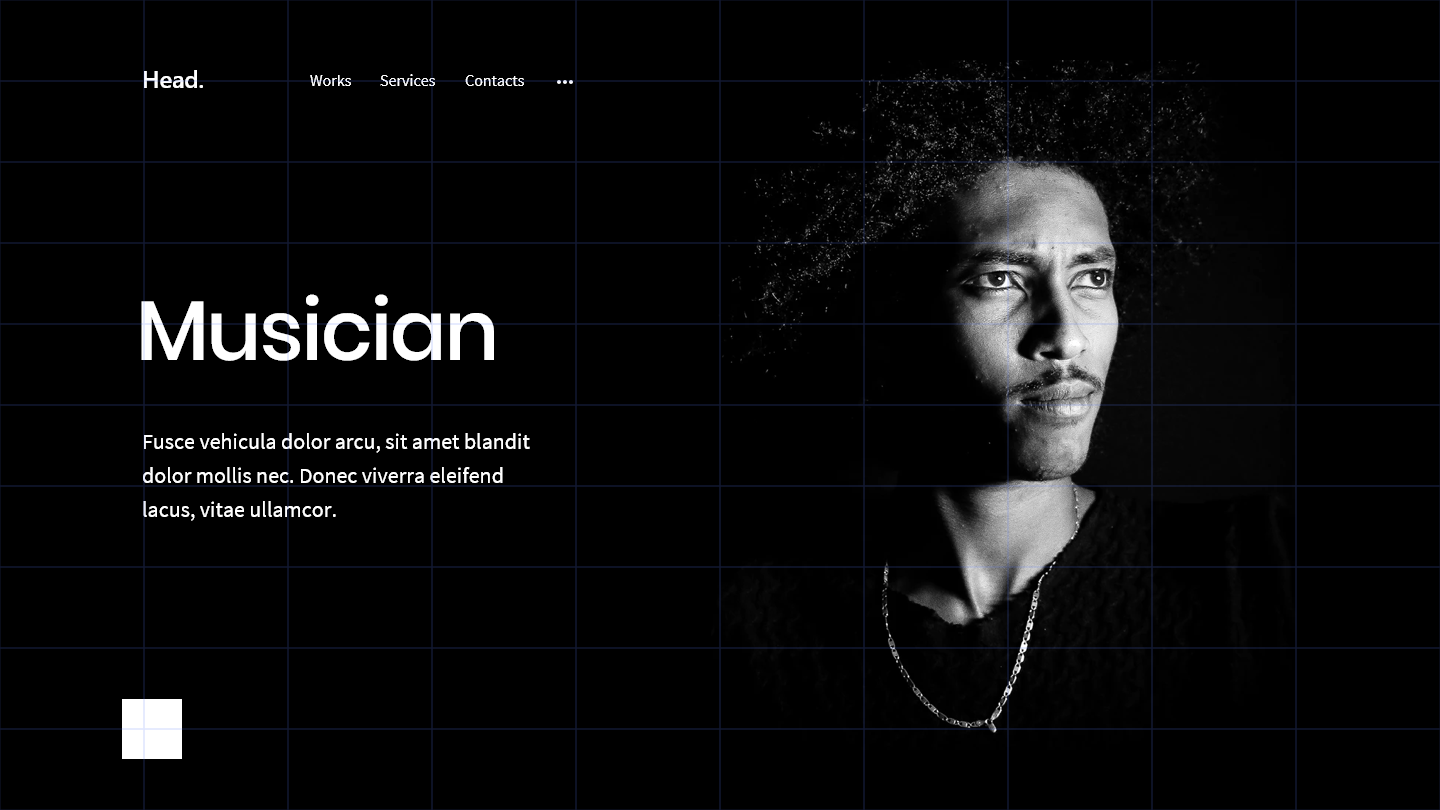 Head.
Works Services Contacts
Musician
Fusce vehicula dolor arcu, sit amet blandit
dolor mollis nec. Donec viverra eleifend
lacus, vitae ullamcor.